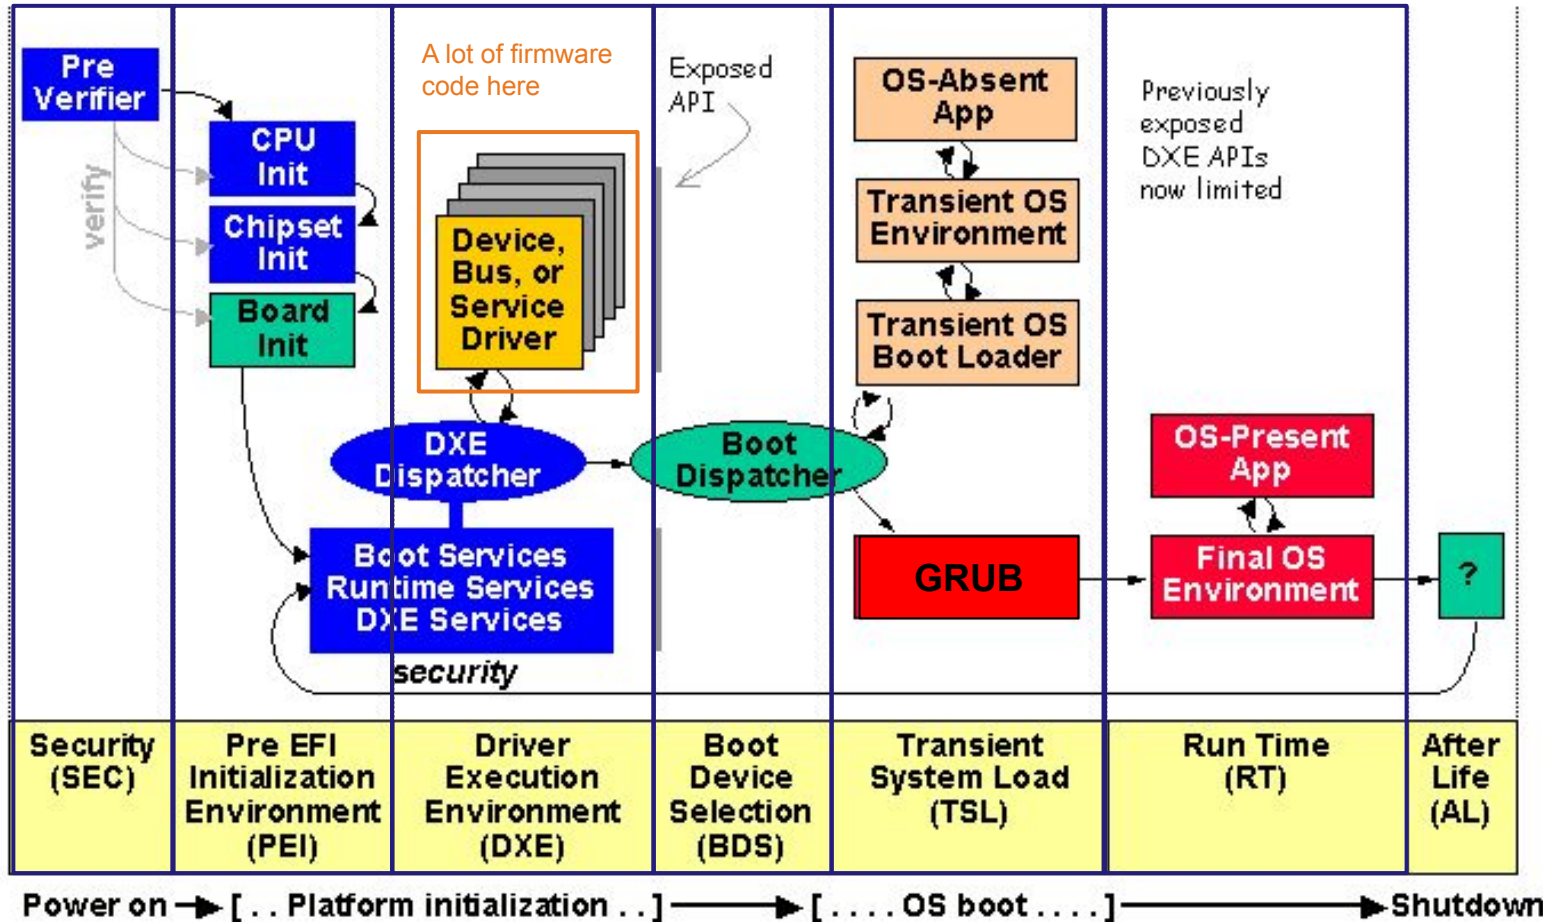 Pre
Verifier
verify
CPU
Init
Chipset
Init
Board
Init
A lot of firmware
code here
Device,
Bus, or
Service
Driver
DXE
Dispatcher
Boot Services
Runtime Services
DXE Services
security
Exposed
API
Boot
Dispatcher
OS-Absent
App
Transient OS
Environment
Transient OS
Boot Loader
GRUB
Previously
exposed
DXE APIs
now limited
OS-Present
App
Final OS
Environment
?
Security
(SEC)
Pre EFI
Initialization
Environment
(PEI)
Driver
Execution
Environment
(DXE)
Boot
Device
Selection
(BDS)
Transient
System Load
(TSL)
Run Time
(RT)
After
Life
(AL)
Power on [ . . Platform initialization . . ] [ . . . . OS boot . . . . ] Shutdown